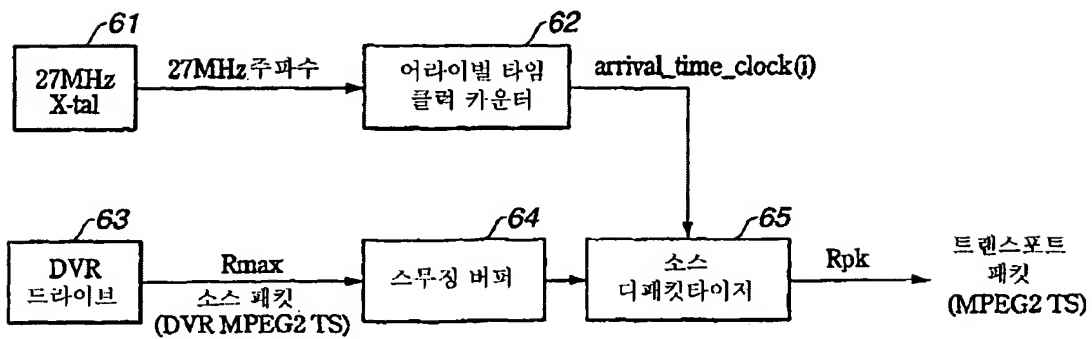 61
27MHz
X-tal
27MHz 주파수
62
어라이벌 타임
클럭 카운터
arrival_time_clock(i)
63
DVR
드라이브
Rmax
소스 패킷
(DVR MPEG2 TS)
64
스무징 버퍼
65
소스
디패킷타이저
Rpk
트랜스포트
패킷
(MPEG2 TS)